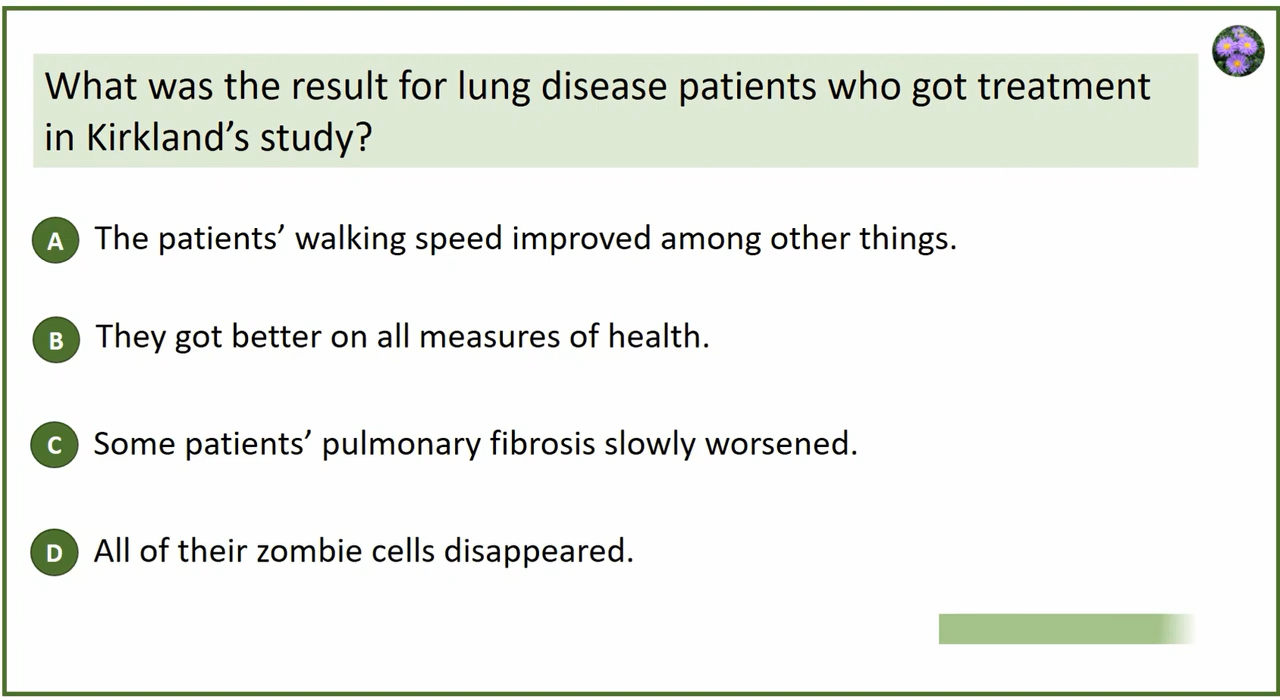 What was the result for lung disease patients who got treatment
in Kirkland’s study?
A The patients’ walking speed improved among other things.
B They got better on all measures of health.
C Some patients’ pulmonary fibrosis slowly worsened.
D All of their zombie cells disappeared.